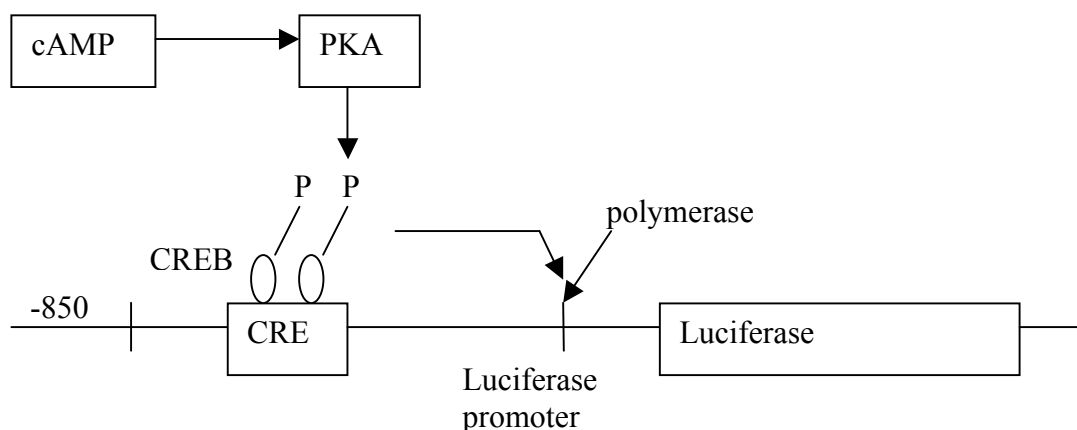 cAMP
PKA
P P
polymerase
CREB
-850
CRE
Luciferase
Luciferase
promoter